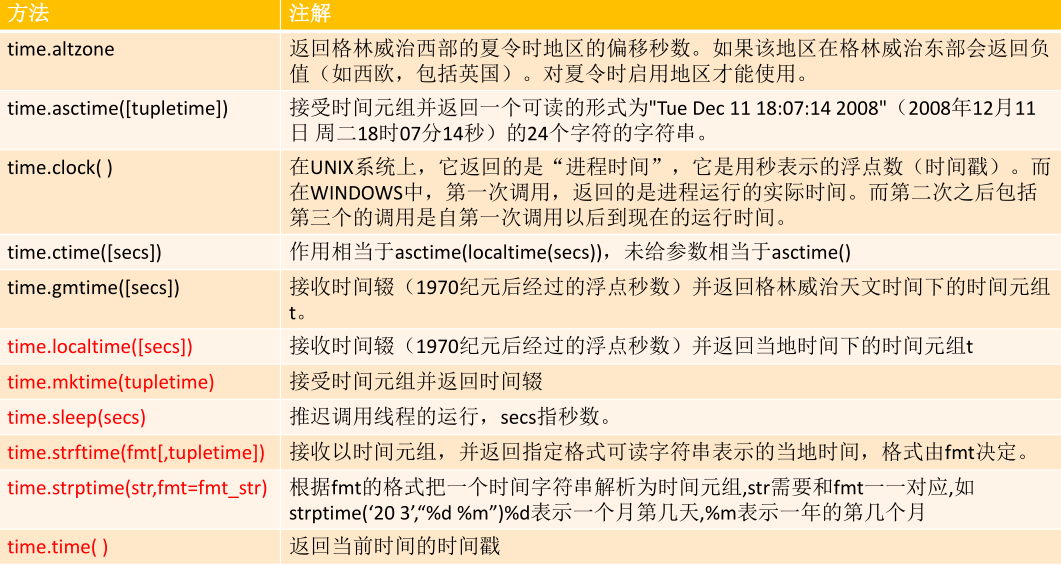 方法 注解
time.altzone 返回格林威治西部的夏令时地区的偏移秒数。如果该地区在格林威治东部会返回负
值（如西欧，包括英国）。对夏令时启用地区才能使用。
time.asctime([tupletime]) 接受时间元组并返回一个可读的形式为"Tue Dec 11 18:07:14 2008"（2008年12月11
日 周二18时07分14秒）的24个字符的字符串。
time.clock( ) 在UNIX系统上，它返回的是“进程时间”，它是用秒表示的浮点数（时间戳）。而
在WINDOWS中，第一次调用，返回的是进程运行的实际时间。而第二次之后包括
第三个的调用是自第一次调用以后到现在的运行时间。
time.ctime([secs]) 作用相当于asctime(localtime(secs))，未给参数相当于asctime()
time.gmtime([secs]) 接收时间辍（1970纪元后经过的浮点秒数）并返回格林威治天文时间下的时间元组
t。
time.localtime([secs]) 接收时间辍（1970纪元后经过的浮点秒数）并返回当地时间下的时间元组t
time.mktime(tupletime) 接受时间元组并返回时间辍
time.sleep(secs) 推迟调用线程的运行，secs指秒数。
time.strftime(fmt[,tupletime]) 接收以时间元组，并返回指定格式可读字符串表示的当地时间，格式由fmt决定。
time.strptime(str,fmt=fmt_str) 根据fmt的格式把一个时间字符串解析为时间元组,str需要和fmt一一对应,如
strptime(‘20 3’,“%d %m”)%d表示一个月第几天,%m表示一年的第几个月
time.time( ) 返回当前时间的时间戳